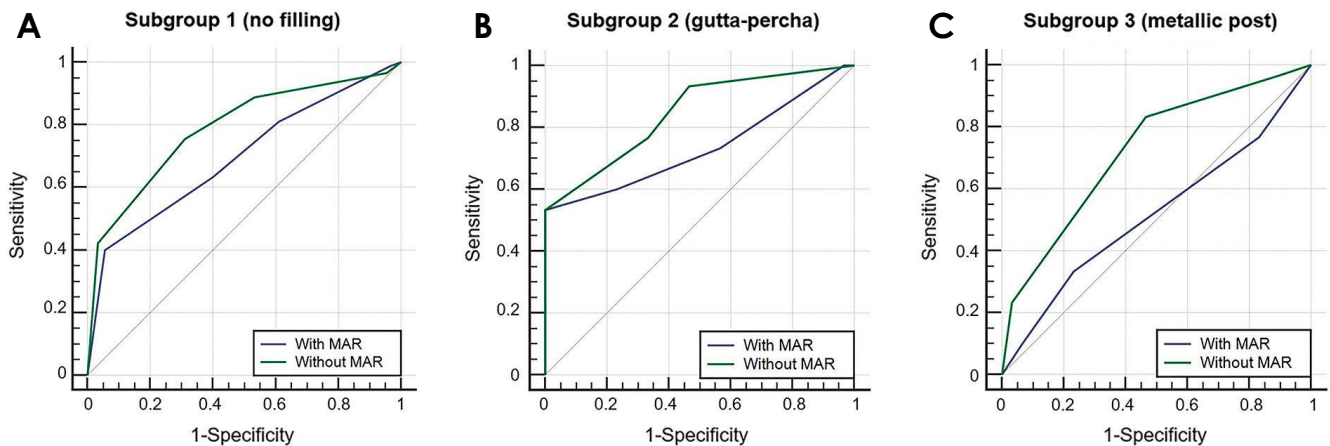 A
Subgroup 1 (no filling)
Sensitivity
1
0.8
0.6
0.4
0.2
0
With MAR
Without MAR
0 0.2 0.4 0.6 0.8 1
1-Specificity
B
Subgroup 2 (gutta-percha)
Sensitivity
1
0.8
0.6
0.4
0.2
0
With MAR
Without MAR
0 0.2 0.4 0.6 0.8 1
1-Specificity
C
Subgroup 3 (metallic post)
Sensitivity
1
0.8
0.6
0.4
0.2
0
With MAR
Without MAR
0 0.2 0.4 0.6 0.8 1
1-Specificity